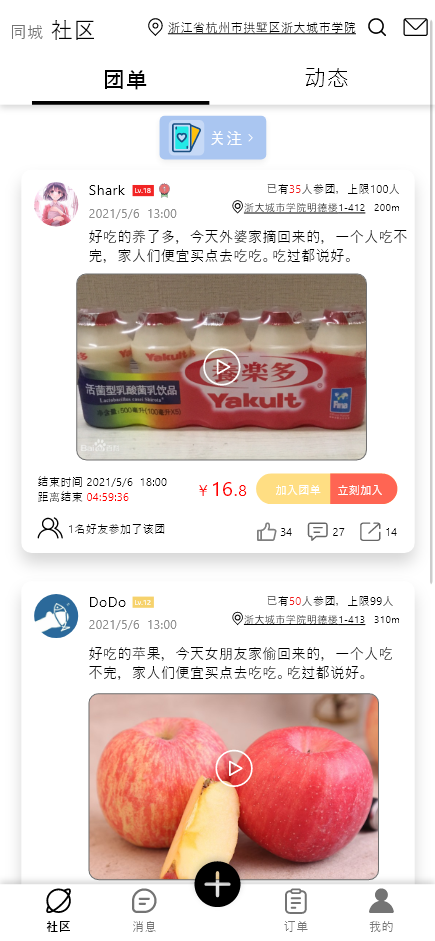 同城 社区 浙江省杭州市拱墅区浙大城市学院
团单 动态
关注
Shark Lv.18 已有35人参团，上限100人
2021/5/6 13:00 浙大城市学院明德楼1-412 200m
好吃的养了多，今天外婆家摘回来的，一个人吃不
完，家人们便宜买点去吃吃。吃过都说好。
養楽多
活菌型乳酸菌乳饮品 Yakult
Lactobacillus casei Shirota
Fina
结束时间 2021/5/6 18:00
距离结束 04:59:36 ￥16.8 加入团单 立刻加入
1名好友参加了该团 34 27 14
DoDo Lv.12 已有50人参团，上限99人
2021/5/6 13:00 浙大城市学院明德楼1-413 310m
好吃的苹果，今天女朋友家偷回来的，一个人吃
不完，家人们便宜买点去吃吃。吃过都说好。
社区 消息 订单 我的